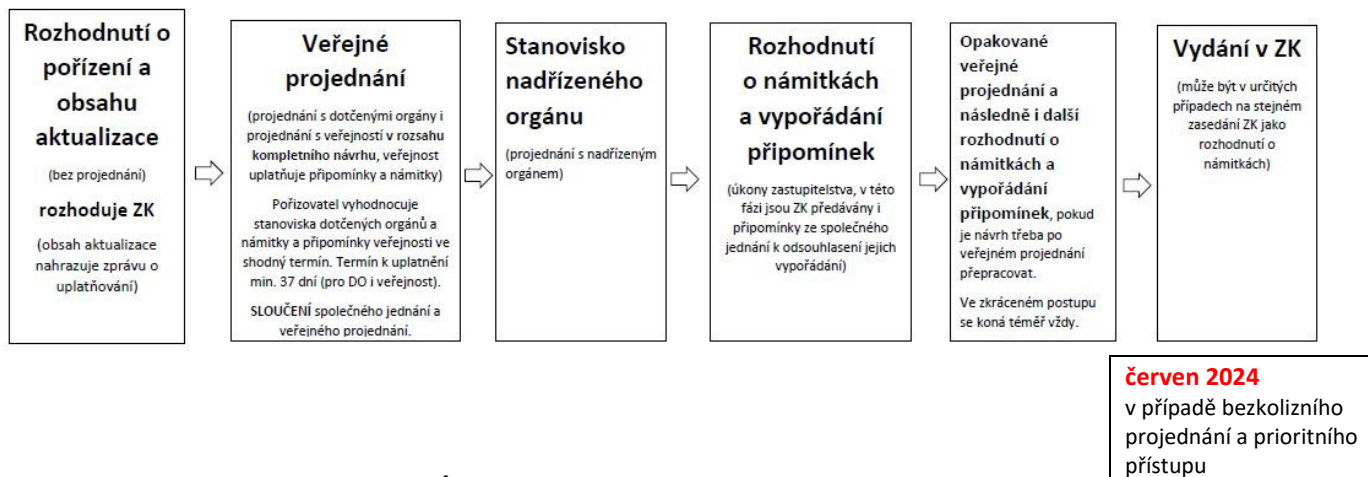 Rozhodnutí o
pořízení a
obsahu
aktualizace
(bez projednání)
rozhoduje ZK
(obsah aktualizace
nahrazuje zprávu o
uplatňování)
Veřejné
projednání
(projednání s dotčenými orgány i
projednání s veřejností v rozsahu
kompletního návrhu, veřejnost
uplatňuje připomínky a námitky)
Pořizovatel vyhodnocuje
stanoviska dotčených orgánů a
námitky a připomínky veřejnosti ve
shodný termín. Termín k uplatnění
min. 37 dní (pro DO i veřejnost).
SLOUČENÍ společného jednání a
veřejného projednání.
Stanovisko
nadřízeného
orgánu
(projednání s nadřízeným
orgánem)
Rozhodnutí
o námitkách
a vypořádání
připomínek
(úkony zastupitelstva, v této
fázi jsou ZK předávány i
připomínky ze společného
jednání k odsouhlasení jejich
vypořádání)
Opakované
veřejné
projednání a
následně i další
rozhodnutí o
námitkách a
vypořádání
připomínek, pokud
je návrh třeba po
veřejném projednání
přepracovat.
Ve zkráceném postupu
se koná téměř vždy.
Vydání v ZK
(může být v určitých
případech na stejném
zasedání ZK jako
rozhodnutí o
námitkách)
červen 2024
v případě bezkolizního
projednání a prioritního
přístupu